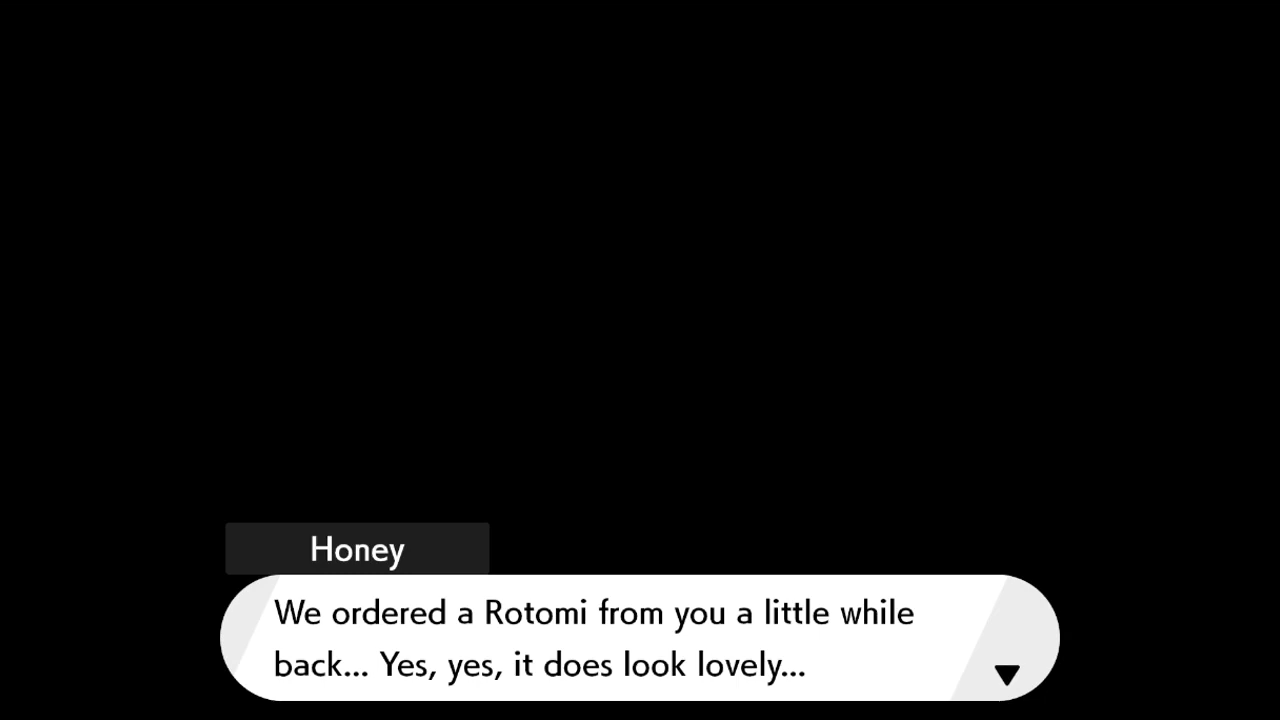 Honey
We ordered a Rotomi from you a little while
back... Yes, yes, it does look lovely...